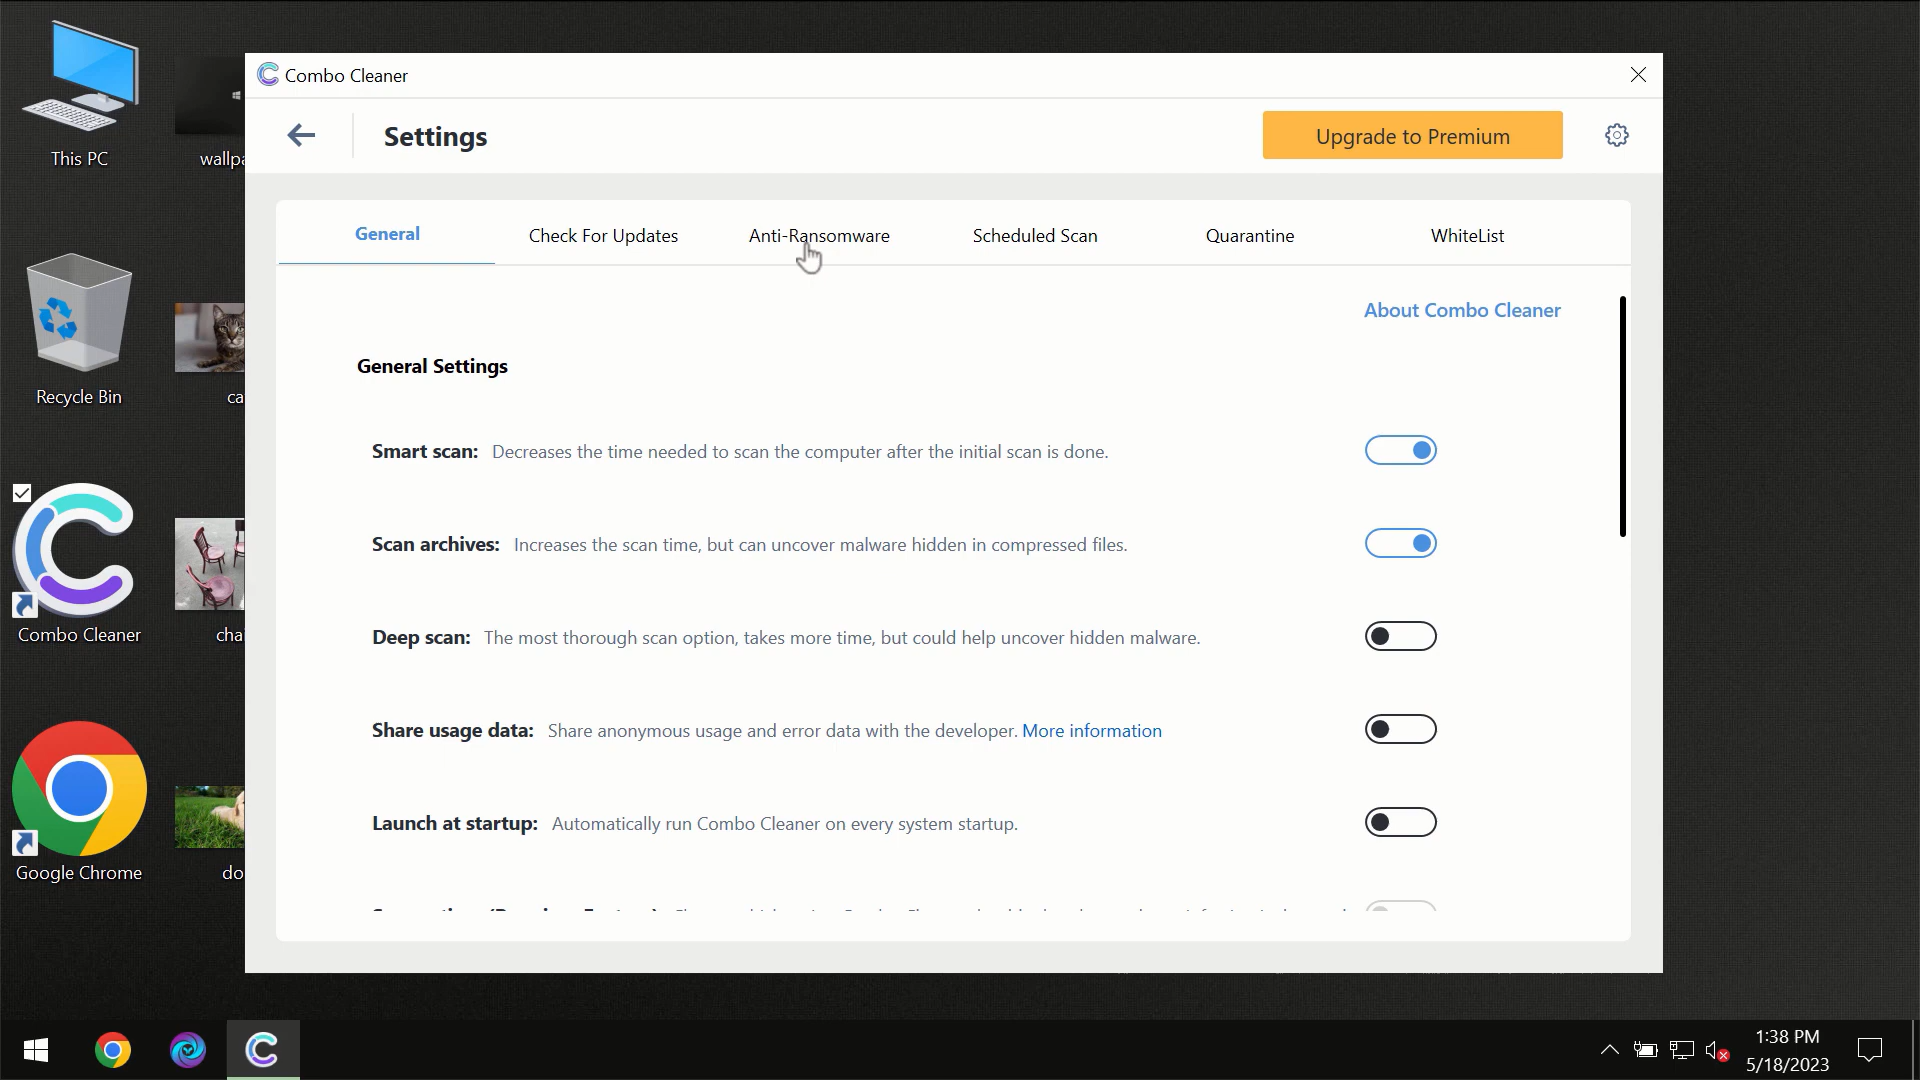 Combo Cleaner
Settings
Upgrade to Premium
General
Check For Updates
Anti-Ransomware
Scheduled Scan
Quarantine
WhiteList
About Combo Cleaner
General Settings
Smart scan: Decreases the time needed to scan the computer after the initial scan is done.
Scan archives: Increases the scan time, but can uncover malware hidden in compressed files.
Deep scan: The most thorough scan option, takes more time, but could help uncover hidden malware.
Share usage data: Share anonymous usage and error data with the developer. More information
Launch at startup: Automatically run Combo Cleaner on every system startup.
This PC
wallpa
Recycle Bin
ca
Combo Cleaner
chai
Google Chrome
do
1:38 PM
5/18/2023